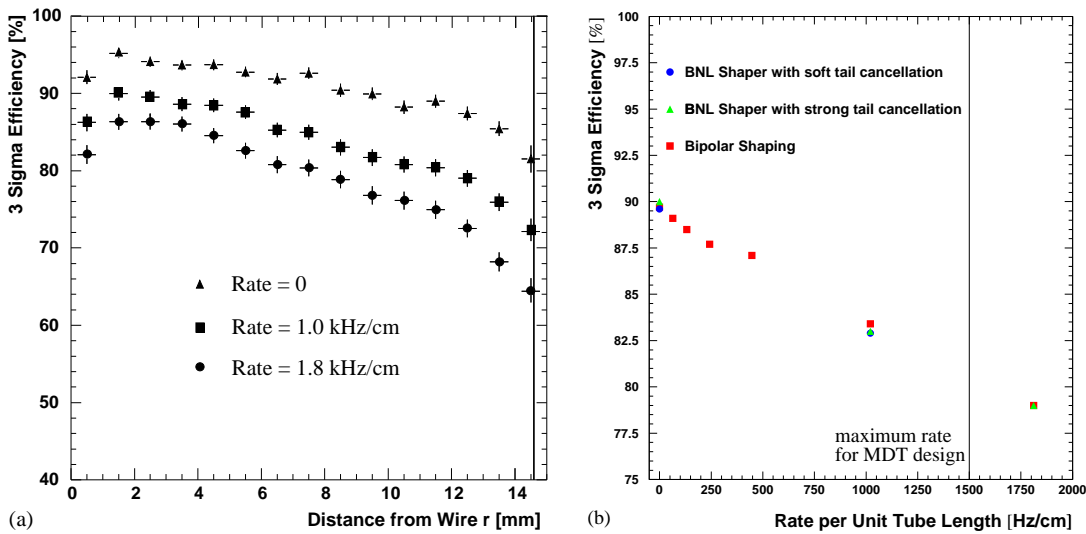 3 Sigma Efficiency [%]
100
90
80
70
60
50
40
Rate = 0
Rate = 1.0 kHz/cm
Rate = 1.8 kHz/cm
0 2 4 6 8 10 12 14
(a)
Distance from Wire r [mm]
3 Sigma Efficiency [%]
100
97.5
95
92.5
90
87.5
85
82.5
80
77.5
75
BNL Shaper with soft tail cancellation
BNL Shaper with strong tail cancellation
Bipolar Shaping
maximum rate
for MDT design
0 250 500 750 1000 1250 1500 1750 2000
(b)
Rate per Unit Tube Length [Hz/cm]